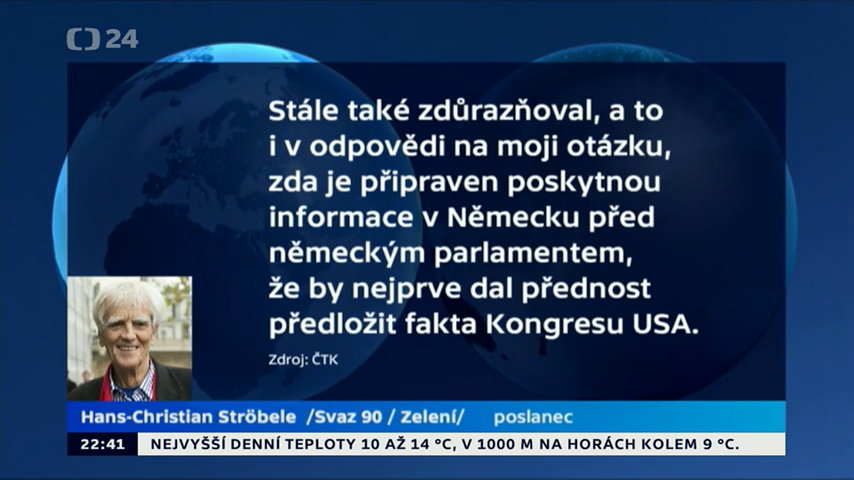 24
Stále také zdůrazňoval, a to
i v odpovědi na moji otázku,
zda je připraven poskytnou
informace v Německu před
německým parlamentem,
že by nejprve dal přednost
předložit fakta Kongresu USA.
Zdroj: ČTK
Hans-Christian Ströbele /Svaz 90 / Zelení/ poslanec
22:41 NEJVYŠŠÍ DENNÍ TEPLOTY 10 AŽ 14 °C, V 1000 M NA HORÁCH KOLEM 9 °C.